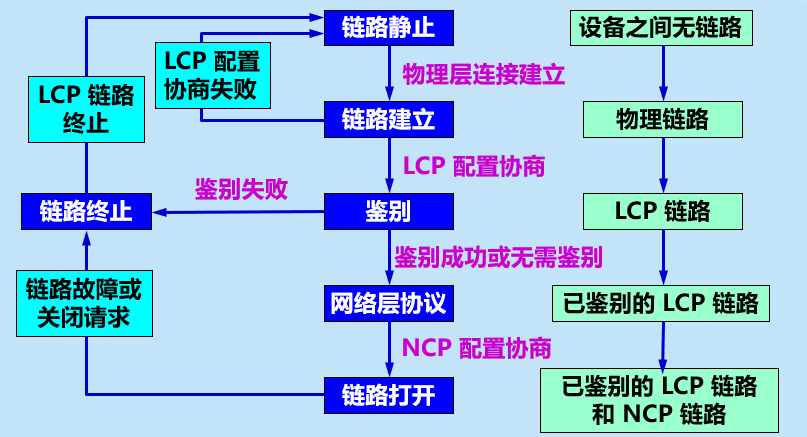 链路静止
设备之间无链路
LCP 配置
协商失败
物理层连接建立
LCP 链路
终止
链路建立
物理链路
LCP 配置协商
鉴别失败
链路终止
鉴别
LCP 链路
鉴别成功或无需鉴别
链路故障或
关闭请求
网络层协议
已鉴别的 LCP 链路
NCP 配置协商
链路打开
已鉴别的 LCP 链路
和 NCP 链路